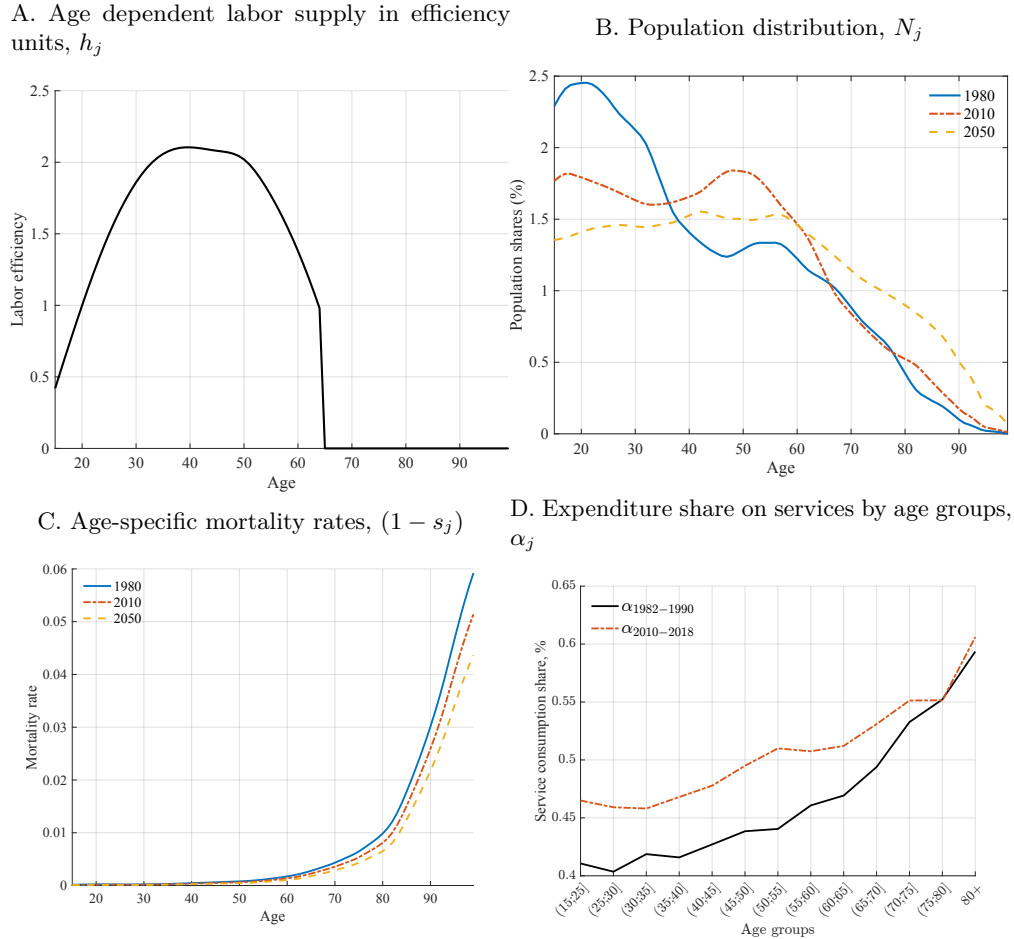 A. Age dependent labor supply in efficiency
units, h_j
2.5
2
1.5
1
0.5
0
Labor efficiency
20 30 40 50 60 70 80 90
Age
B. Population distribution, N_j
2.5
2
1.5
1
0.5
0
Population shares (%)
1980
2010
2050
20 30 40 50 60 70 80 90
Age
C. Age-specific mortality rates, (1 − s_j)
0.06
0.05
0.04
0.03
0.02
0.01
0
Mortality rate
1980
2010
2050
20 30 40 50 60 70 80 90
Age
D. Expenditure share on services by age groups,
α_j
0.65
0.6
0.55
0.5
0.45
0.4
Service consumption share, %
α1982−1990
α2010−2018
(15;25] (25;30] (30;35] (35;40] (40;45] (45;50] (50;55] (55;60] (60;65] (65;70] (70;75] (75;80] 80+
Age groups